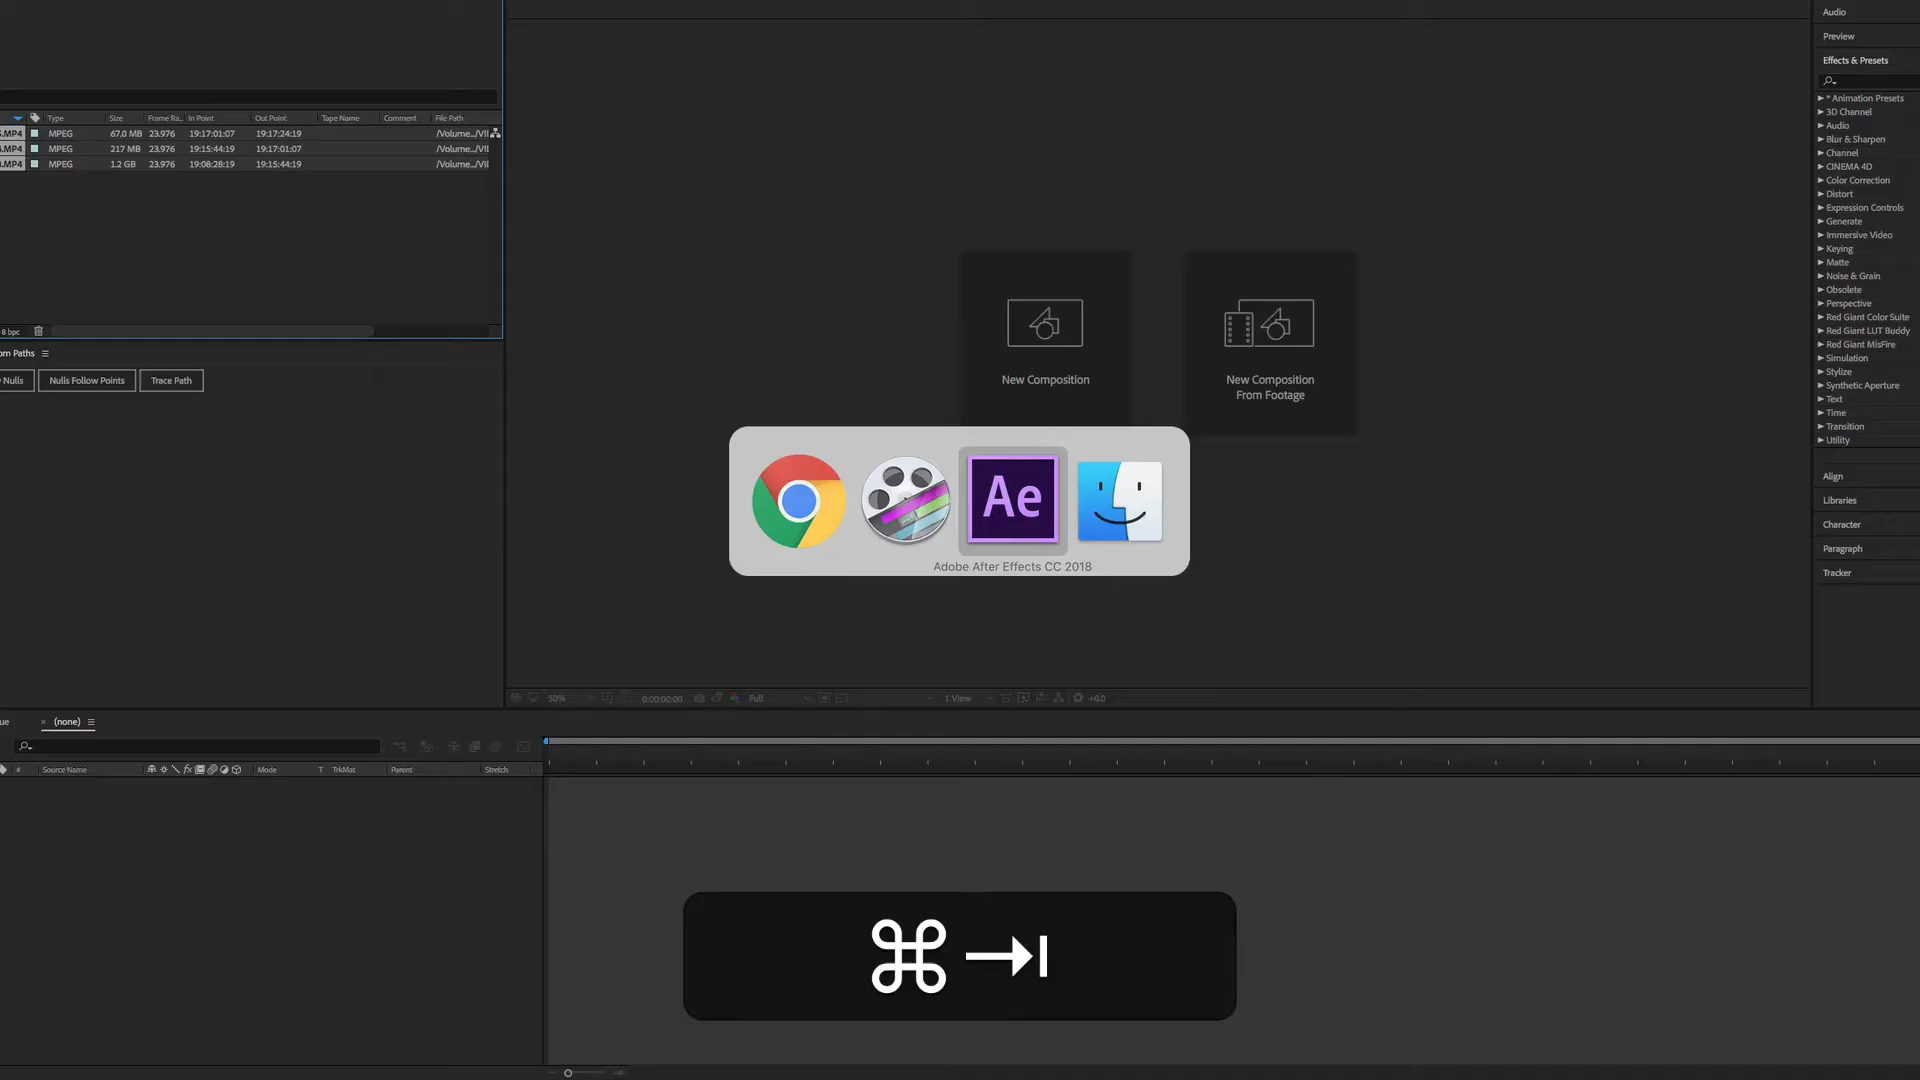 Audio
Preview
Effects & Presets
Type Size Frame Ra... In Point Out Point Tape Name Comment File Path
.MP4 MPEG 67.0 MB 23.976 19:17:01:07 19:17:24:19 /Volume.../VII
.MP4 MPEG 217 MB 23.976 19:15:44:19 19:17:01:07 /Volume.../VII
.MP4 MPEG 1.2 GB 23.976 19:08:28:19 19:15:44:19 /Volume.../VII
* Animation Presets
3D Channel
Audio
Blur & Sharpen
Channel
CINEMA 4D
Color Correction
Distort
Expression Controls
Generate
Immersive Video
Keying
Matte
Noise & Grain
Obsolete
Perspective
Red Giant Color Suite
Red Giant LUT Buddy
Red Giant MisFire
Simulation
Stylize
Synthetic Aperture
Text
Time
Transition
Utility
Align
Libraries
Character
Paragraph
Tracker
8 bpc
om Paths
Nulls Nulls Follow Points Trace Path
New Composition
New Composition
From Footage
Ae
Adobe After Effects CC 2018
50% 0:00:00:00 Full 1 View +0.0
ue × (none)
# Source Name fx Mode T TrkMat Parent Stretch
⌘ →|